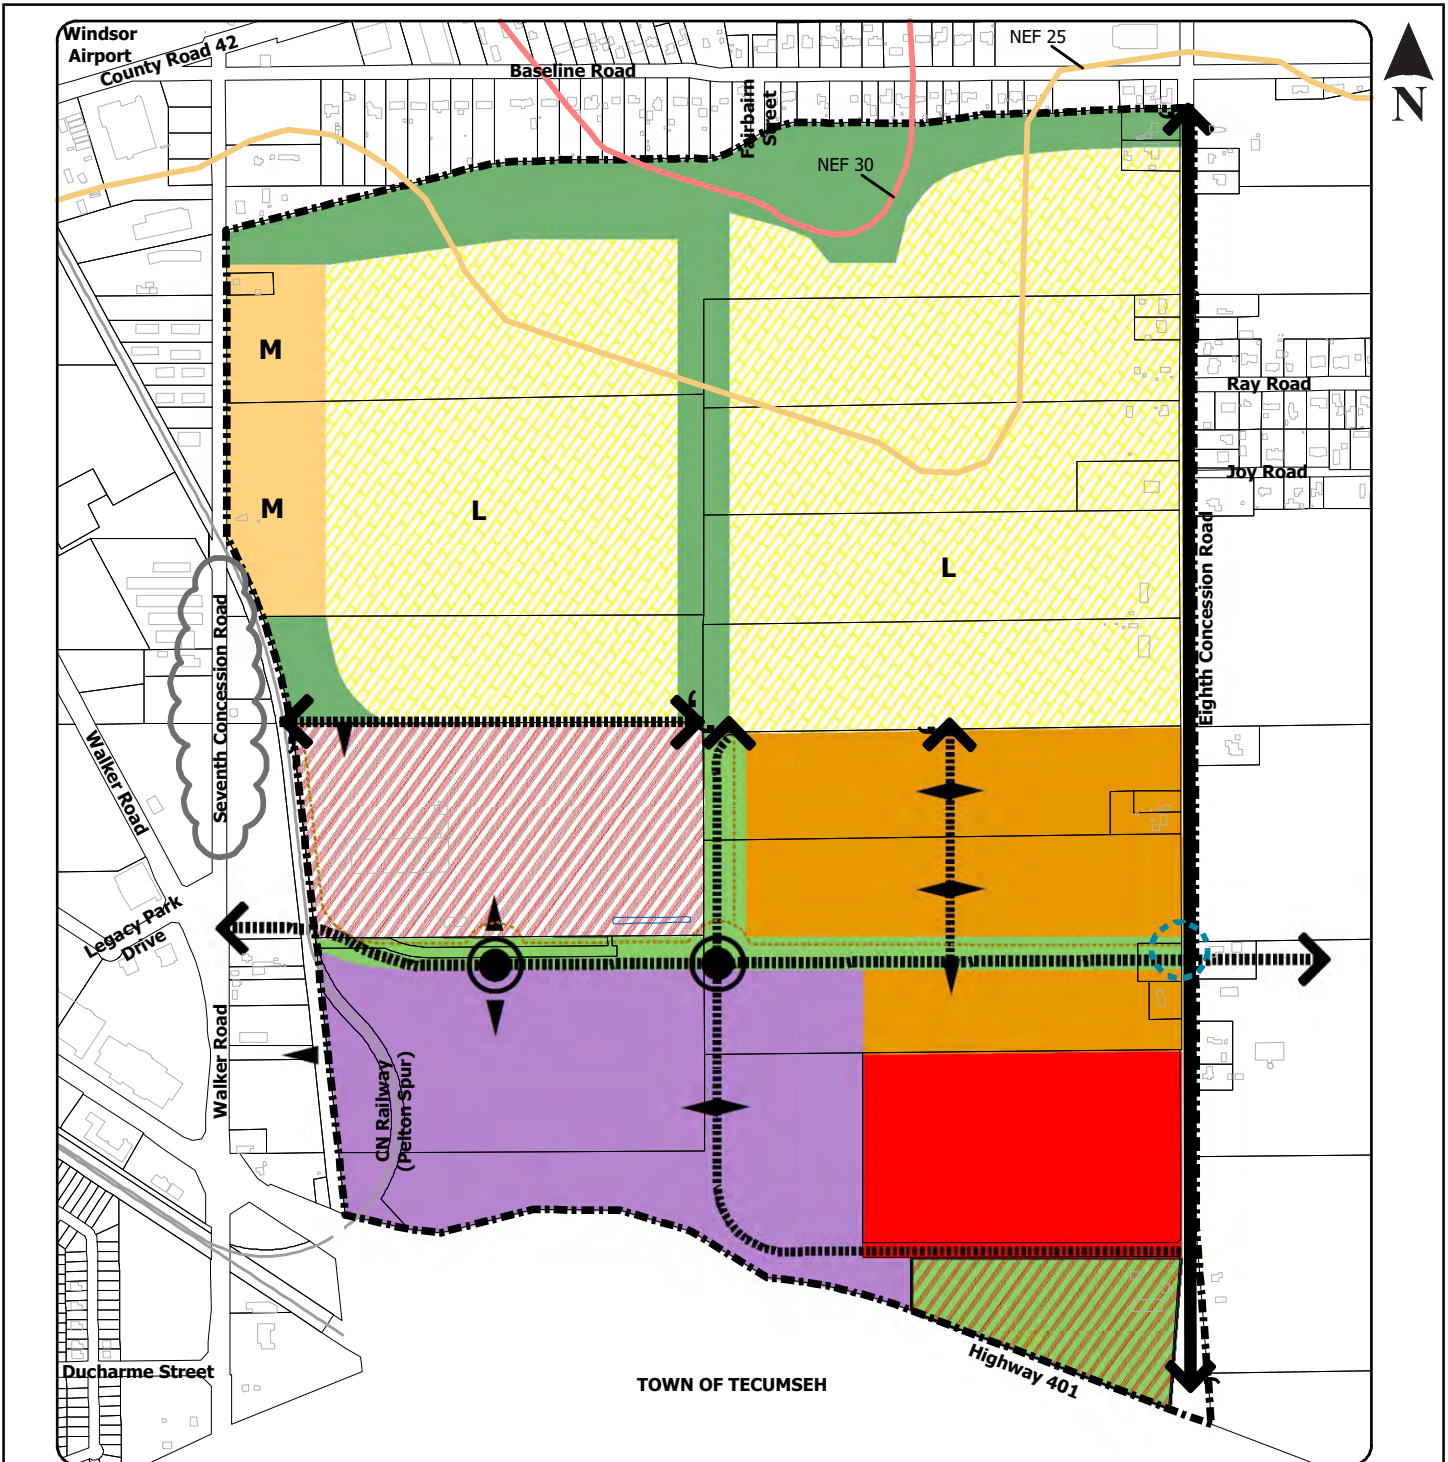 Windsor
Airport
County Road 42
Baseline Road
NEF 25
N
Fairbairn
Street
NEF 30
M
Ray Road
Joy Road
M
L
L
Eighth Concession Road
Seventh Concession Road
Walker Road
Legacy Park
Drive
Walker Road
CN Railway
(Pelton Spur)
Highway 401
Ducharme Street
TOWN OF TECUMSEH